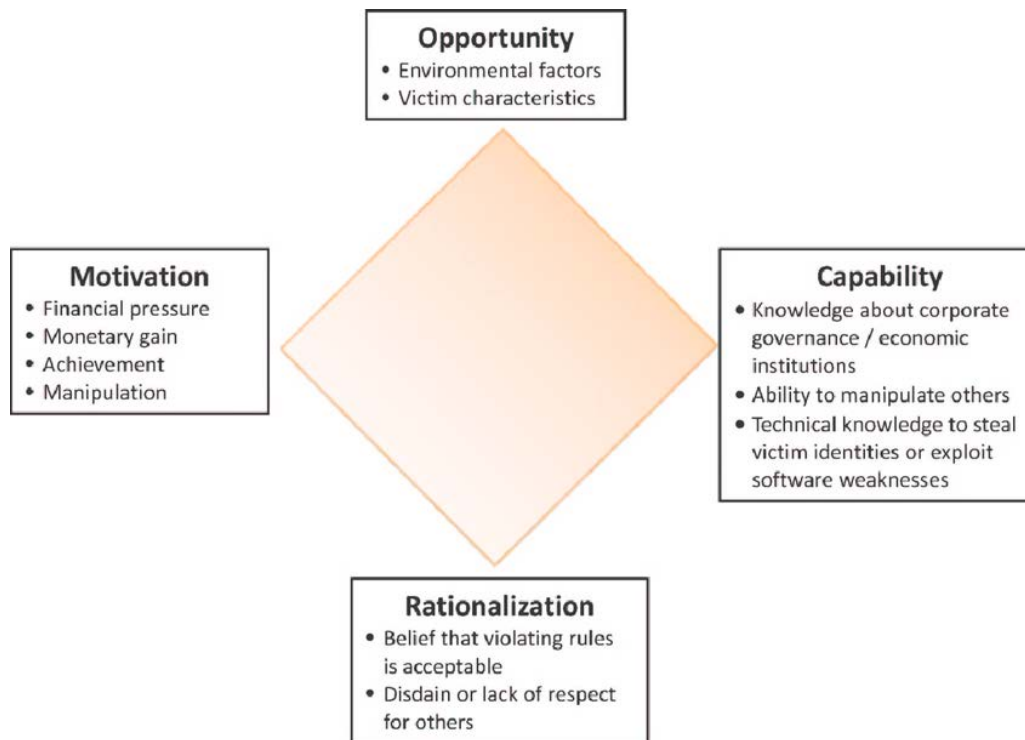 Opportunity
• Environmental factors
• Victim characteristics
Motivation
• Financial pressure
• Monetary gain
• Achievement
• Manipulation
Capability
• Knowledge about corporate
governance / economic
institutions
• Ability to manipulate others
• Technical knowledge to steal
victim identities or exploit
software weaknesses
Rationalization
• Belief that violating rules
is acceptable
• Disdain or lack of respect
for others